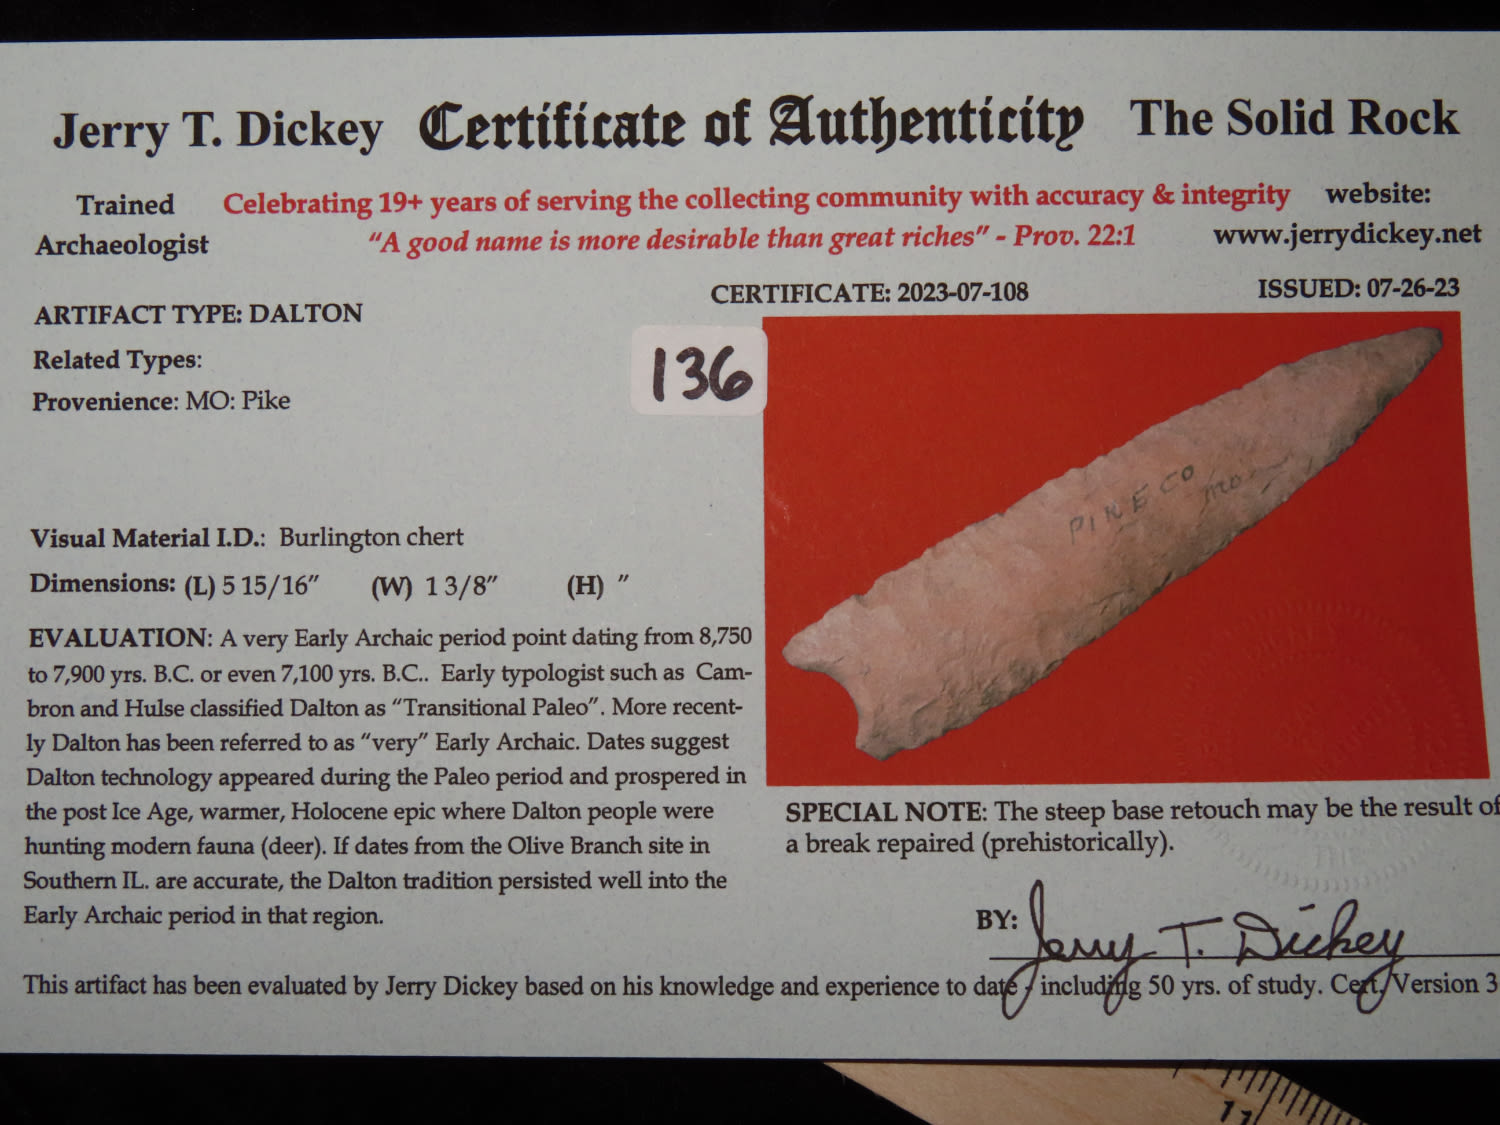 Jerry T. Dickey Certificate of Authenticity The Solid Rock
Trained Celebrating 19+ years of serving the collecting community with accuracy & integrity website:
Archaeologist "A good name is more desirable than great riches" - Prov. 22:1 www.jerrydickey.net
CERTIFICATE: 2023-07-108 ISSUED: 07-26-23
ARTIFACT TYPE: DALTON
Related Types:
Provenience: MO: Pike
136
PIKE CO
MO
Visual Material I.D.: Burlington chert
Dimensions: (L) 5 15/16" (W) 1 3/8" (H) "
EVALUATION: A very Early Archaic period point dating from 8,750
to 7,900 yrs. B.C. or even 7,100 yrs. B.C.. Early typologist such as Cam-
bron and Hulse classified Dalton as "Transitional Paleo". More recent-
ly Dalton has been referred to as "very" Early Archaic. Dates suggest
Dalton technology appeared during the Paleo period and prospered in
the post Ice Age, warmer, Holocene epic where Dalton people were
hunting modern fauna (deer). If dates from the Olive Branch site in
Southern IL. are accurate, the Dalton tradition persisted well into the
Early Archaic period in that region.
SPECIAL NOTE: The steep base retouch may be the result of
a break repaired (prehistorically).
BY: Jerry T. Dickey
This artifact has been evaluated by Jerry Dickey based on his knowledge and experience to date - including 50 yrs. of study. Cert. Version 3
11